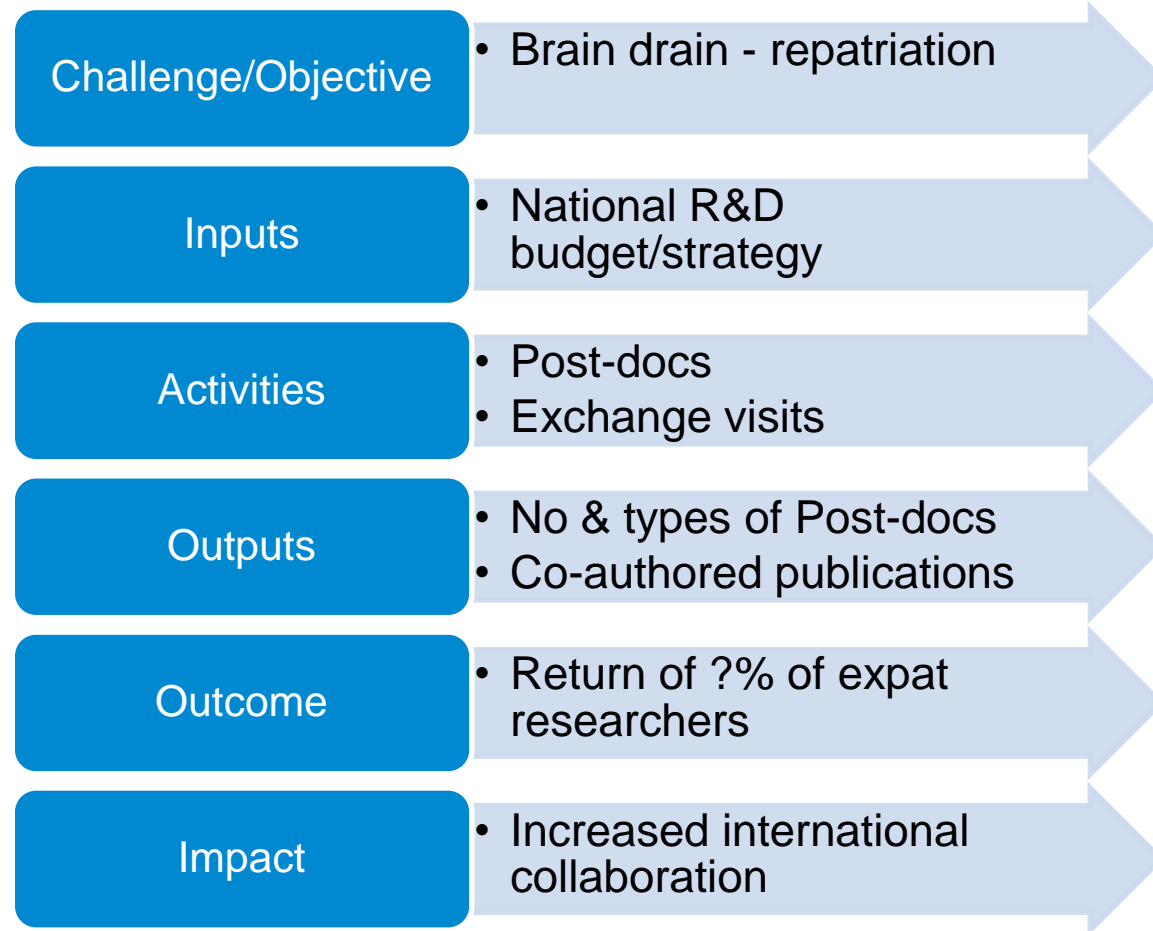 Challenge/Objective
• Brain drain - repatriation
Inputs
• National R&D
budget/strategy
Activities
• Post-docs
• Exchange visits
Outputs
• No & types of Post-docs
• Co-authored publications
Outcome
• Return of ?% of expat
researchers
Impact
• Increased international
collaboration